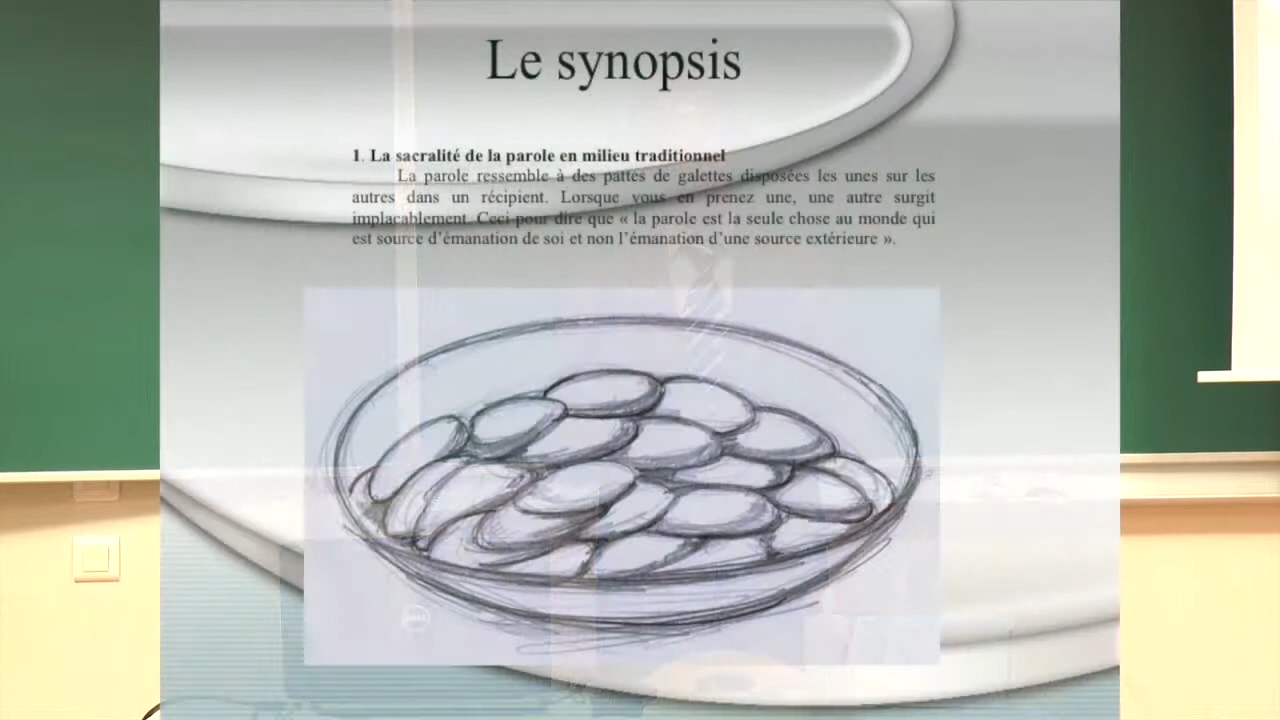 Le synopsis
1. La sacralité de la parole en milieu traditionnel
La parole ressemble à des pattes de galettes disposées les unes sur les
autres dans un récipient. Lorsque vous en prenez une, une autre surgit
implacablement. Ceci pour dire que « la parole est la seule chose au monde qui
est source d’émanation de soi et non l’émanation d’une source extérieure ».